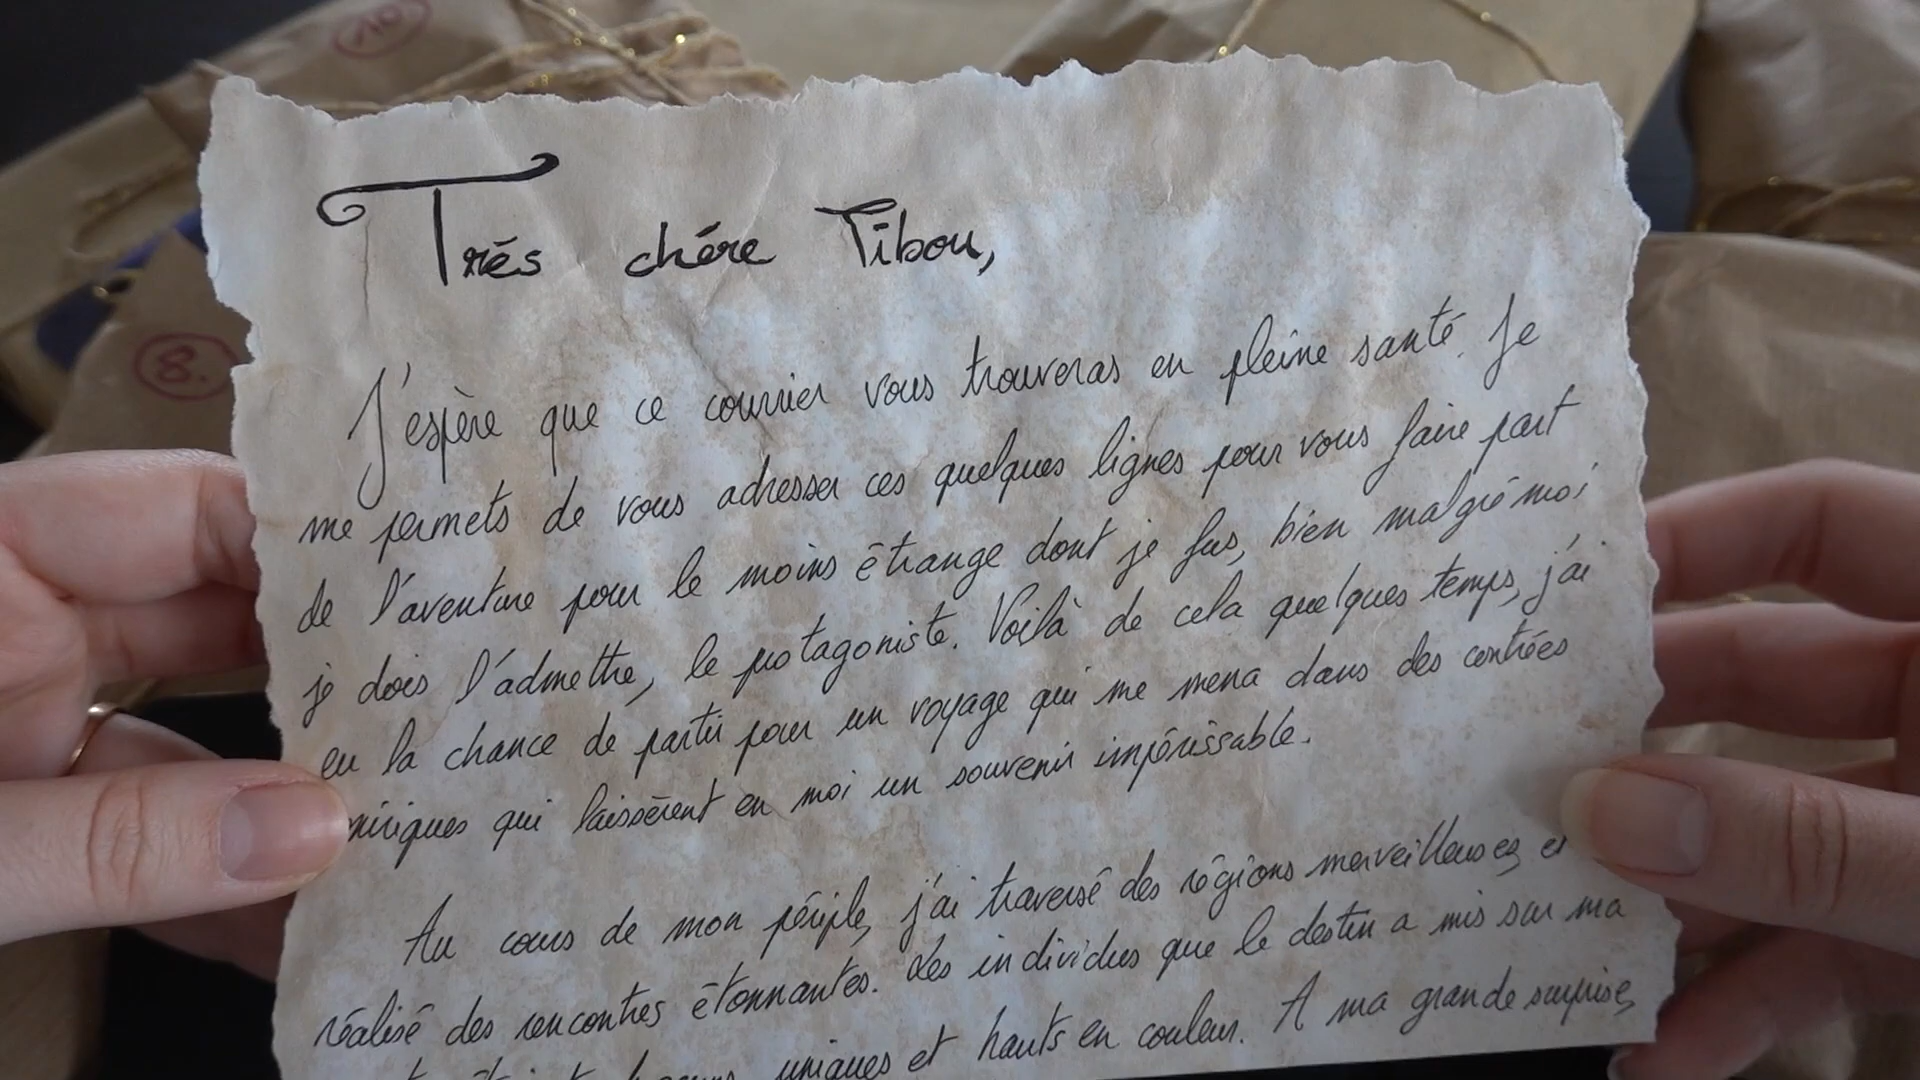 10
8.
Très chère Tibou,
J'espère que ce courrier vous trouveras en pleine santé. Je
me permets de vous adresser ces quelques lignes pour vous faire part
de l'aventure pour le moins étrange dont je fus, bien malgré moi
je dois l'admettre, le protagoniste. Voilà de cela quelques temps, j'ai
eu la chance de partir pour un voyage qui me mena dans des contrées
qui laissèrent en moi un souvenir impérissable.
Au cours de mon périple, j'ai traversé des régions merveilleuses
réalisé des rencontres étonnantes. Les individus que le destin a mis sur ma
uniques et hauts en couleur. A ma grande surprise,